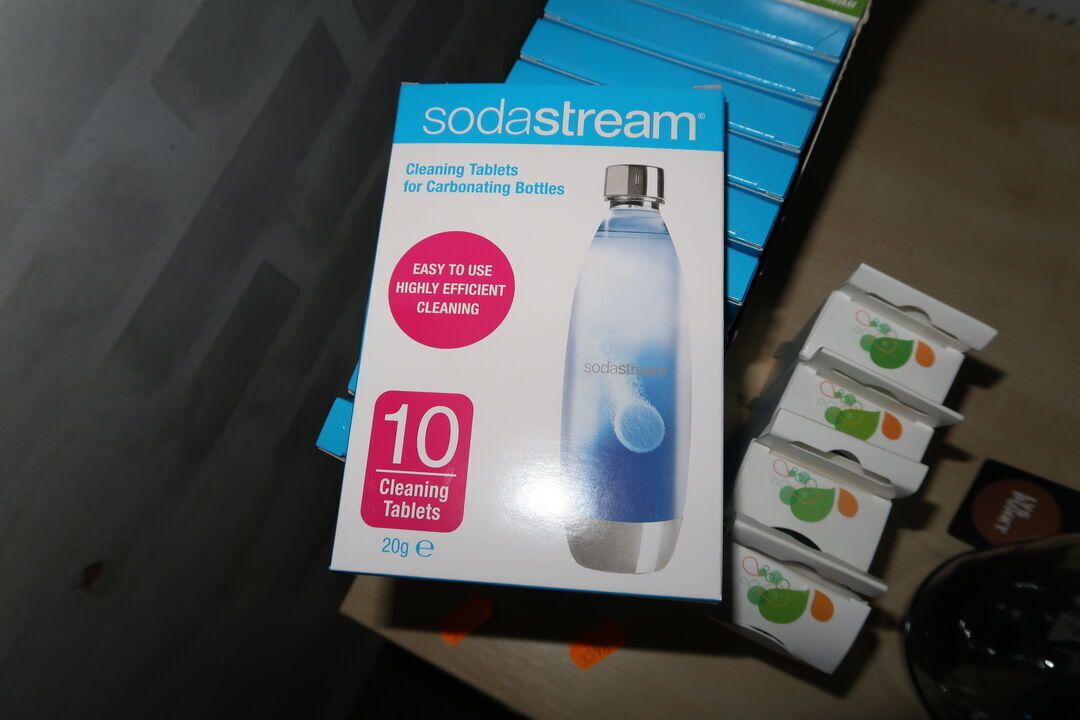 sodastream®
Cleaning Tablets
for Carbonating Bottles
EASY TO USE
HIGHLY EFFICIENT
CLEANING
sodastream
10
Cleaning
Tablets
20g ℮